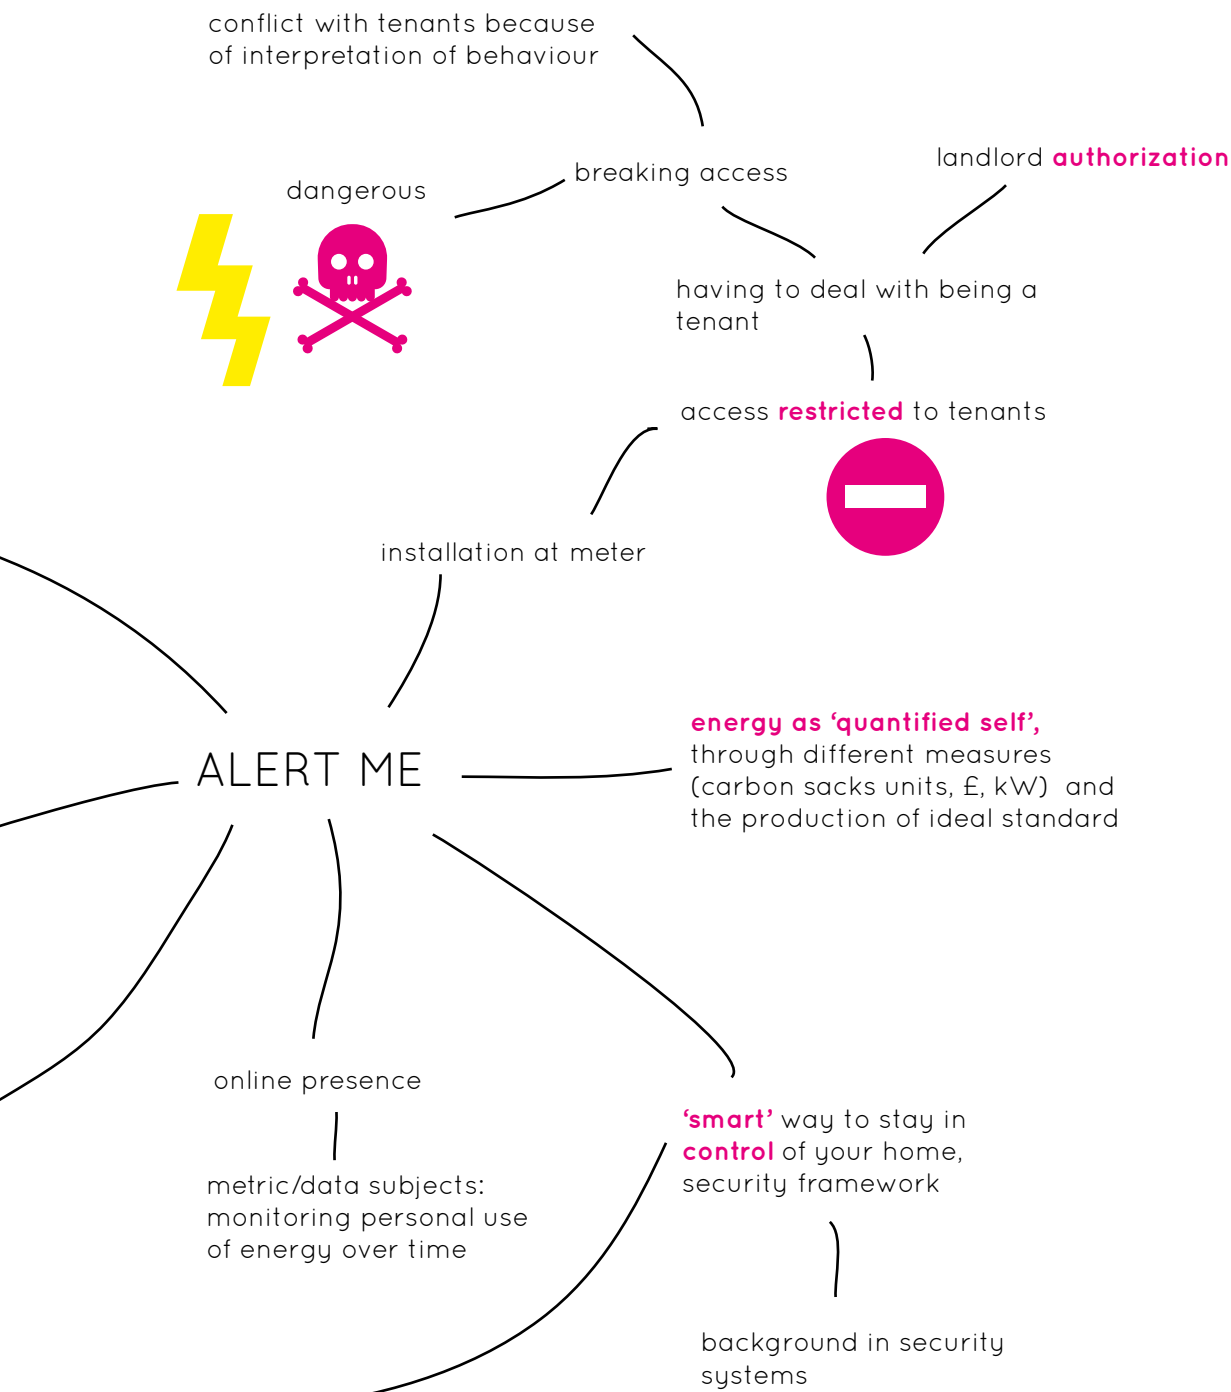 conflict with tenants because
of interpretation of behaviour
landlord authorization
breaking access
dangerous
having to deal with being a
tenant
access restricted to tenants
installation at meter
energy as ‘quantified self’,
through different measures
(carbon sacks units, £, kW) and
the production of ideal standard
ALERT ME
online presence
metric/data subjects:
monitoring personal use
of energy over time
‘smart’ way to stay in
control of your home,
security framework
background in security
systems